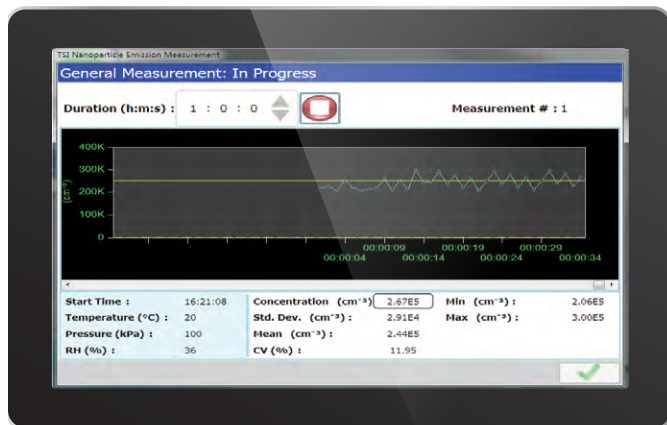 TSI Nanoparticle Emission Measurement
General Measurement: In Progress
Duration (h:m:s) : 1 : 0 : 0 Measurement # : 1
400K
300K
200K
100K
0
(cm⁻³)
00:00:09 00:00:19 00:00:29
00:00:04 00:00:14 00:00:24 00:00:34
Start Time : 16:21:08 Concentration (cm⁻³) 2.67E5 Min (cm⁻³) : 2.06E5
Temperature (°C) : 20 Std. Dev. (cm⁻³) : 2.91E4 Max (cm⁻³) : 3.00E5
Pressure (kPa) : 100 Mean (cm⁻³) : 2.44E5
RH (%) : 36 CV (%) : 11.95